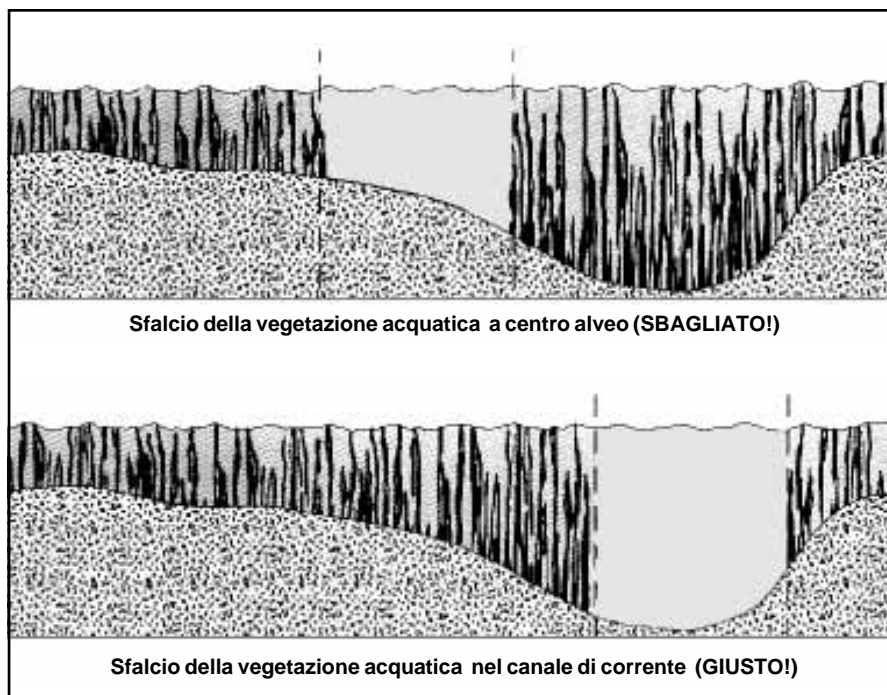 Sfalcio della vegetazione acquatica a centro alveo (SBAGLIATO!)
Sfalcio della vegetazione acquatica nel canale di corrente (GIUSTO!)